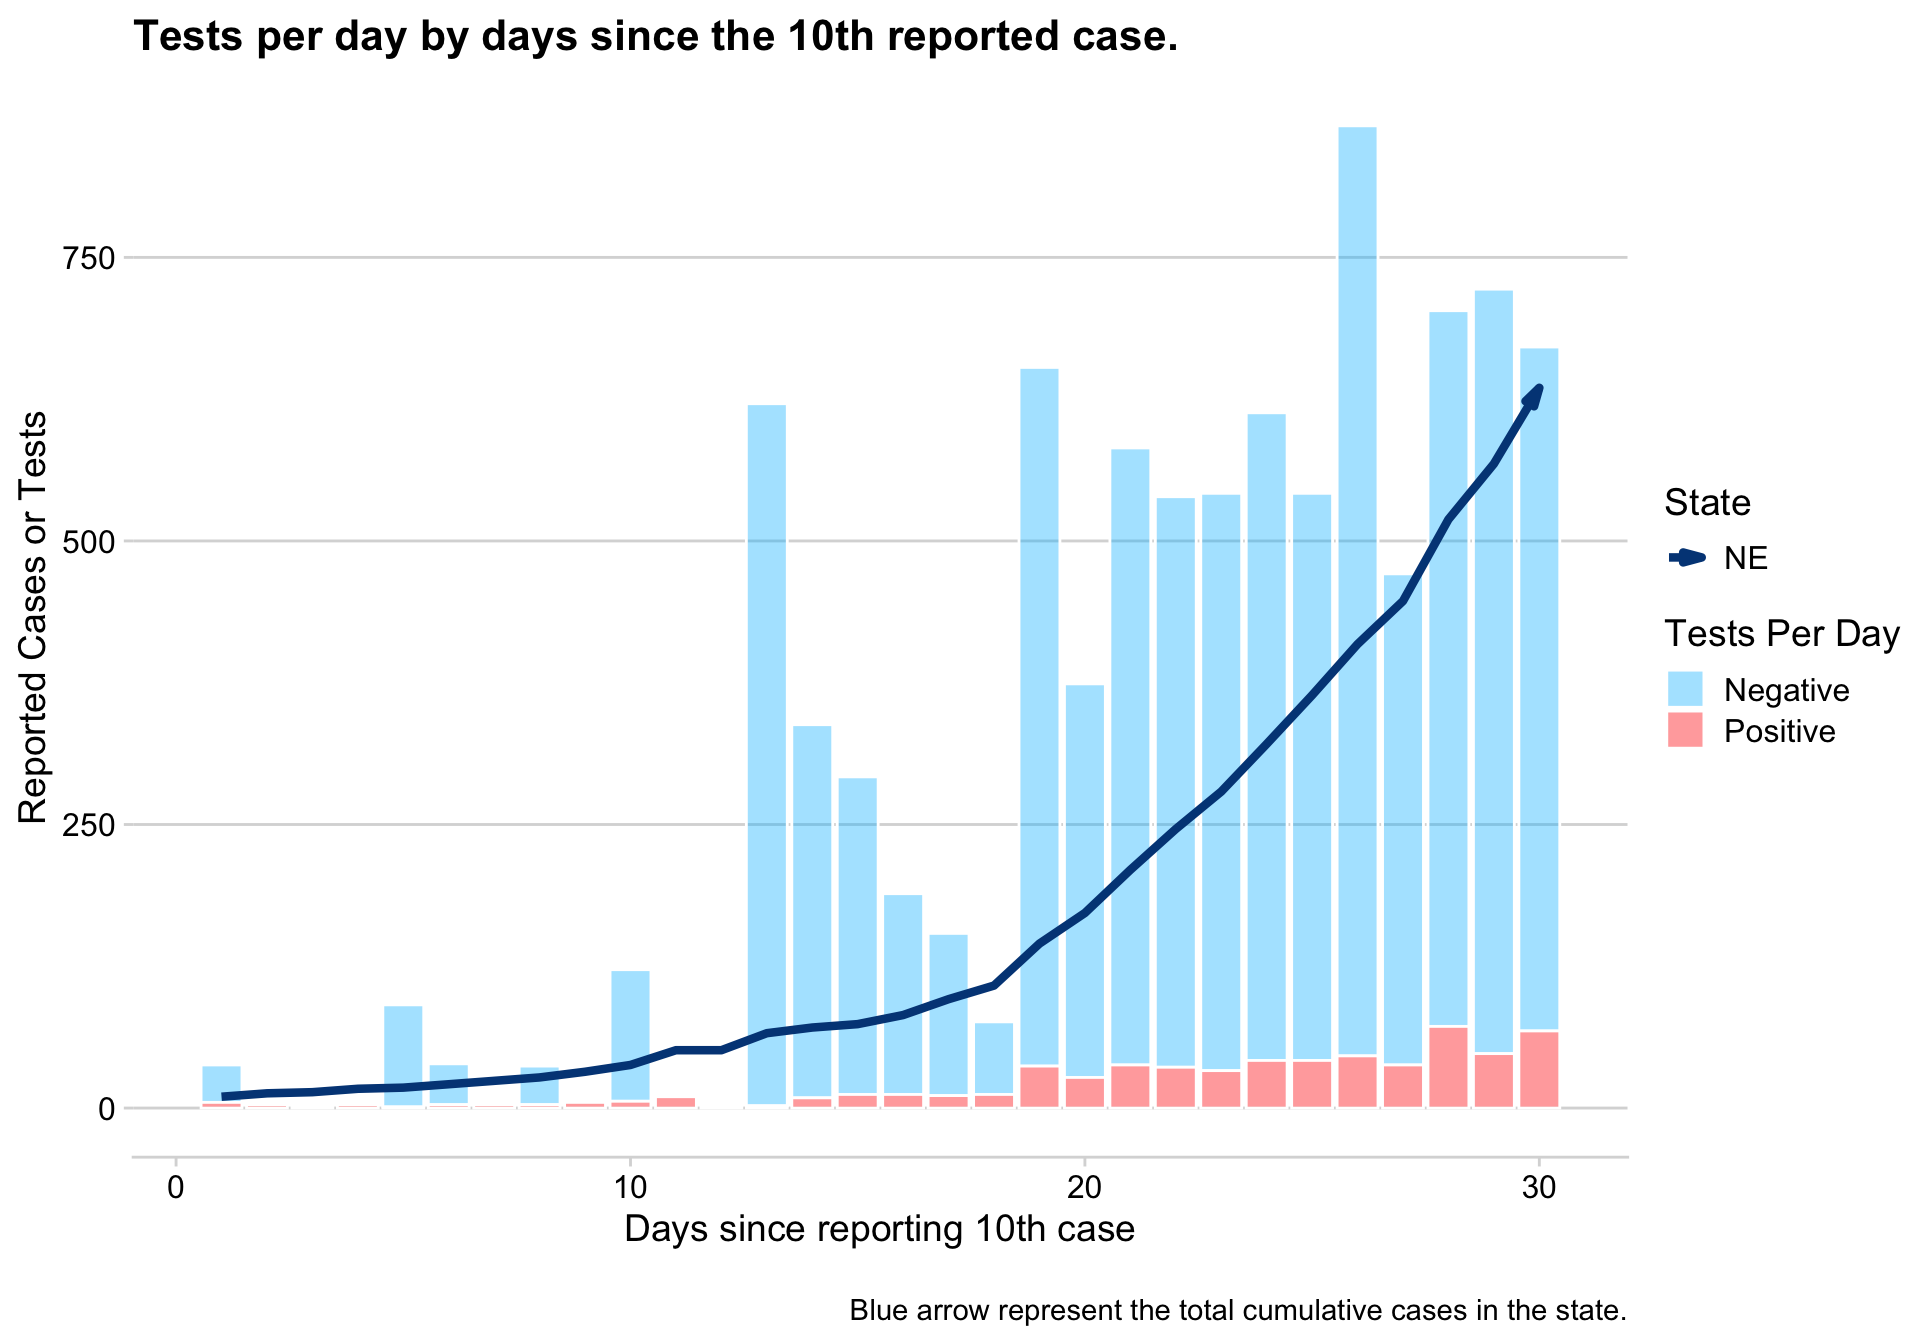 Tests per day by days since the 10th reported case.
750
500
250
0
Reported Cases or Tests
0 10 20 30
Days since reporting 10th case
State
NE
Tests Per Day
Negative
Positive
Blue arrow represent the total cumulative cases in the state.